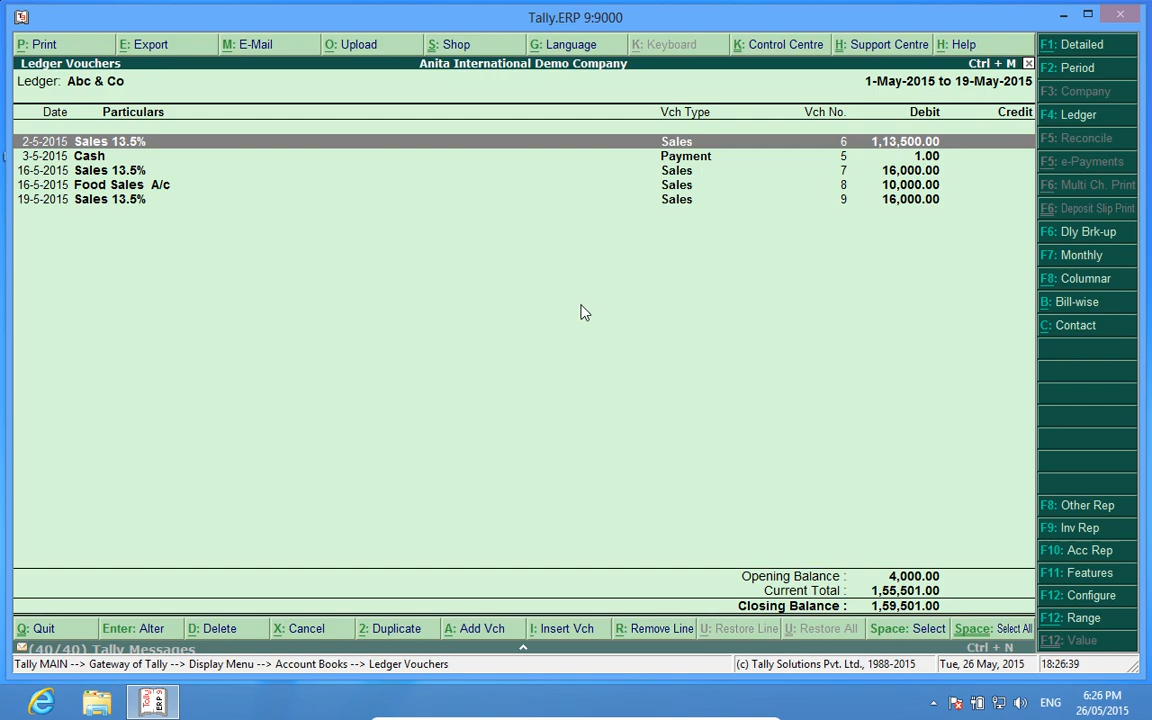 Tally.ERP 9:9000
P: Print E: Export M: E-Mail O: Upload S: Shop G: Language K: Keyboard K: Control Centre H: Support Centre H: Help
Ledger Vouchers Anita International Demo Company Ctrl + M
Ledger: Abc & Co 1-May-2015 to 19-May-2015
Date Particulars Vch Type Vch No. Debit Credit
2-5-2015 Sales 13.5% Sales 6 1,13,500.00
3-5-2015 Cash Payment 5 1.00
16-5-2015 Sales 13.5% Sales 7 16,000.00
16-5-2015 Food Sales A/c Sales 8 10,000.00
19-5-2015 Sales 13.5% Sales 9 16,000.00
Opening Balance : 4,000.00
Current Total : 1,55,501.00
Closing Balance : 1,59,501.00
F1: Detailed
F2: Period
F3: Company
F4: Ledger
F5: Reconcile
F5: e-Payments
F6: Multi Ch. Print
F6: Deposit Slip Print
F6: Dly Brk-up
F7: Monthly
F8: Columnar
B: Bill-wise
C: Contact
F8: Other Rep
F9: Inv Rep
F10: Acc Rep
F11: Features
F12: Configure
F12: Range
F12: Value
Q: Quit Enter: Alter D: Delete X: Cancel 2: Duplicate A: Add Vch I: Insert Vch R: Remove Line U: Restore Line U: Restore All Space: Select Space: Select All
(40/40) Tally Messages Ctrl + N
Tally MAIN --> Gateway of Tally --> Display Menu --> Account Books --> Ledger Vouchers (c) Tally Solutions Pvt. Ltd., 1988-2015 Tue, 26 May, 2015 18:26:39
Tally ERP 9
ENG
6:26 PM
26/05/2015